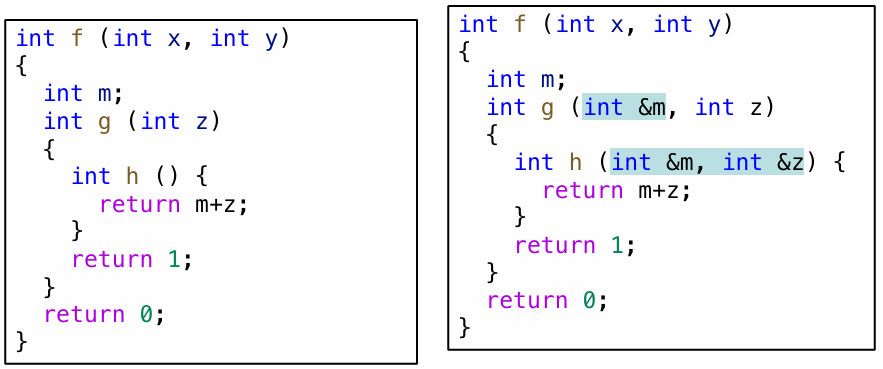 int f (int x, int y)
{
  int m;
  int g (int z)
  {
    int h () {
      return m+z;
    }
    return 1;
  }
  return 0;
}
int f (int x, int y)
{
  int m;
  int g (int &m, int z)
  {
    int h (int &m, int &z) {
      return m+z;
    }
    return 1;
  }
  return 0;
}